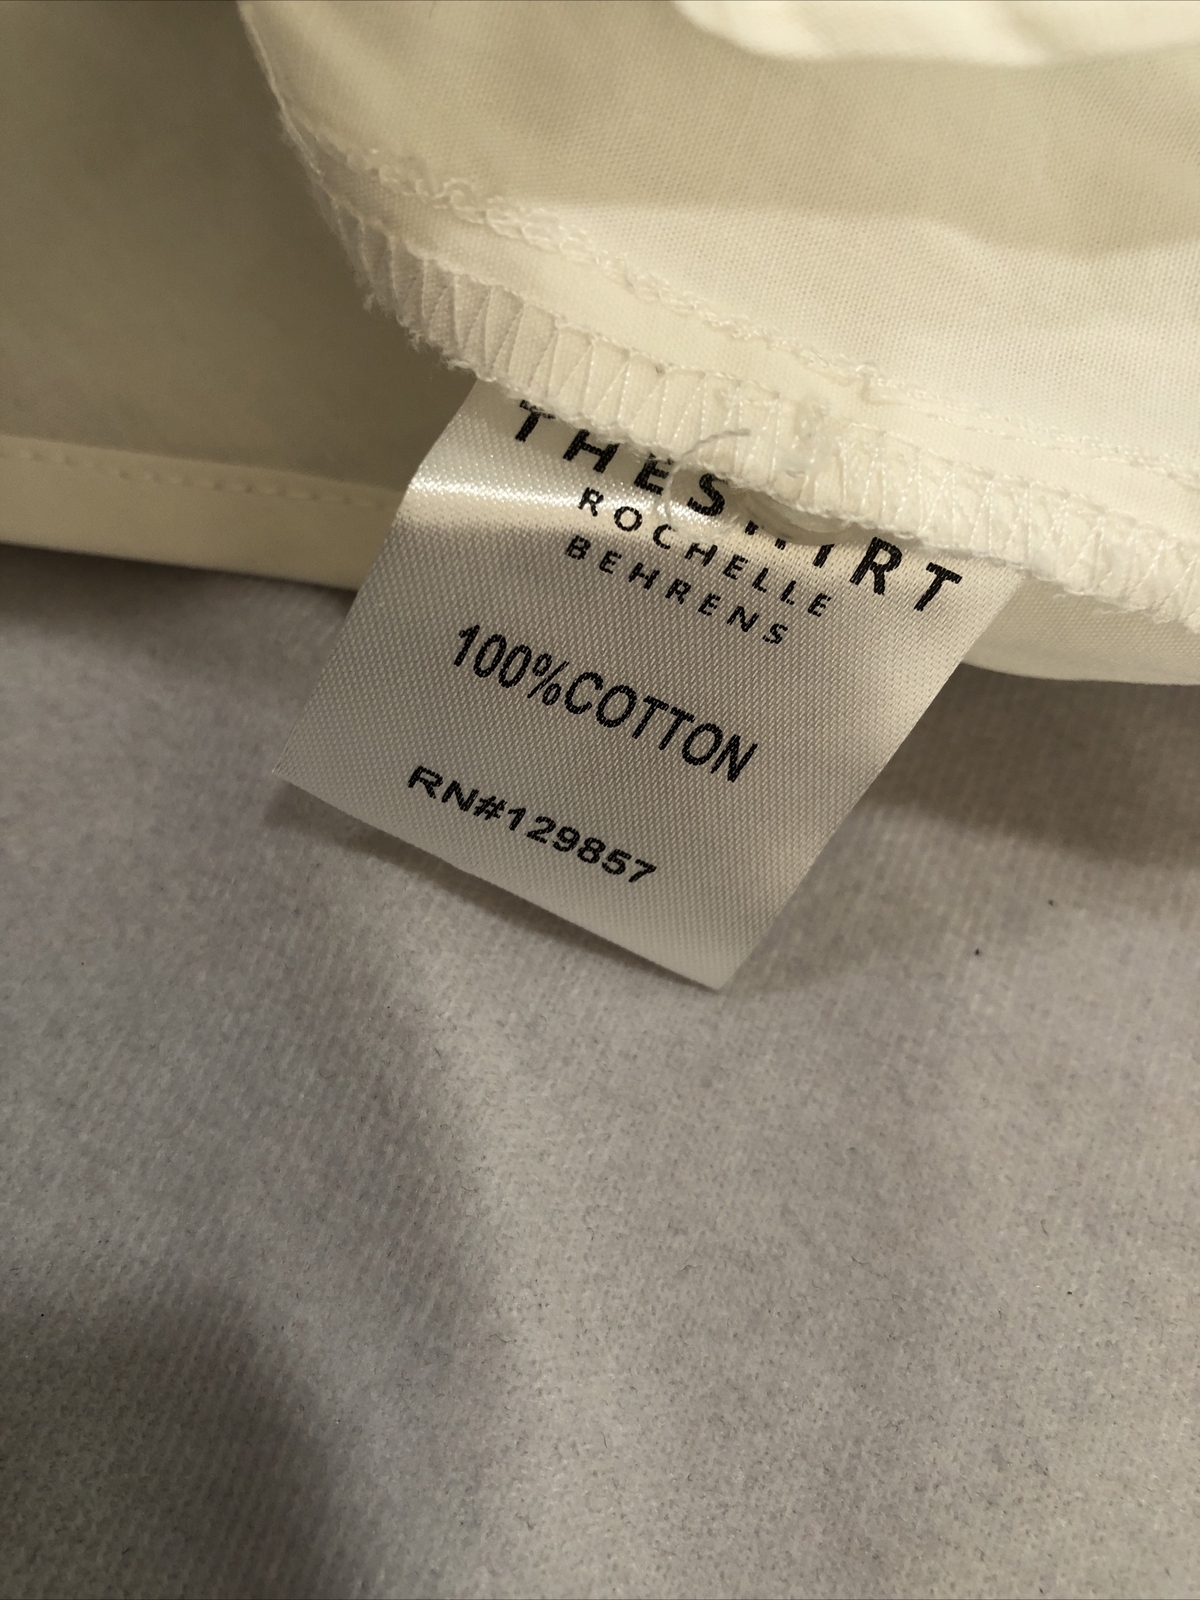 THESHIRT
ROCHELLE
BEHRENS
100%COTTON
RN#129857